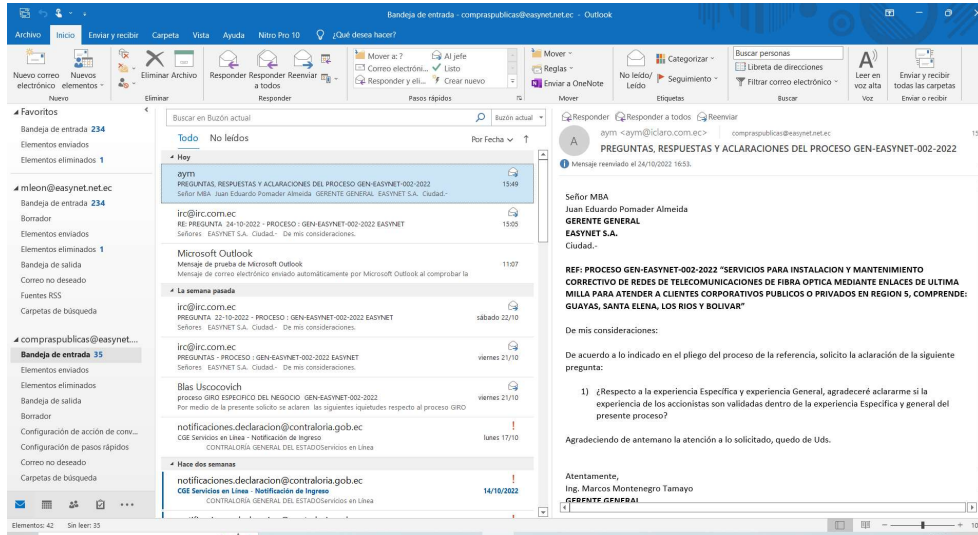 Bandeja de entrada - compraspublicas@easynet.net.ec - Outlook
Archivo Inicio Enviar y recibir Carpeta Vista Ayuda Nitro Pro 10 ¿Qué desea hacer?
Nuevo correo electrónico
Nuevos elementos
Nuevo
Eliminar Archivo
Eliminar
Responder Responder a todos Reenviar
Responder
Mover a: ?
Correo electróni...
Responder y eli...
Al jefe
Listo
Crear nuevo
Pasos rápidos
Mover
Reglas
Enviar a OneNote
Mover
No leído/ Leído
Categorizar
Seguimiento
Etiquetas
Buscar personas
Libreta de direcciones
Filtrar correo electrónico
Buscar
Leer en voz alta
Voz
Enviar y recibir todas las carpetas
Enviar o recibir
Favoritos
Bandeja de entrada 234
Elementos enviados
Elementos eliminados 1
mleon@easynet.net.ec
Bandeja de entrada 234
Borrador
Elementos enviados
Elementos eliminados 1
Bandeja de salida
Correo no deseado
Fuentes RSS
Carpetas de búsqueda
compraspublicas@easynet....
Bandeja de entrada 35
Elementos enviados
Elementos eliminados
Bandeja de salida
Borrador
Configuración de acción de conv...
Configuración de pasos rápidos
Correo no deseado
Carpetas de búsqueda
Buscar en Buzón actual
Buzón actual
Todo No leídos
Por Fecha
Hoy
aym
PREGUNTAS, RESPUESTAS Y ACLARACIONES DEL PROCESO GEN-EASYNET-002-2022 15:49
Señor MBA Juan Eduardo Pomader Almeida GERENTE GENERAL EASYNET S.A. Ciudad.-
irc@irc.com.ec
RE: PREGUNTA 24-10-2022 - PROCESO : GEN-EASYNET-002-2022 EASYNET 15:05
Señores EASYNET S.A. Ciudad.- De mis consideraciones.
Microsoft Outlook
Mensaje de prueba de Microsoft Outlook 11:07
Mensaje de correo electrónico enviado automáticamente por Microsoft Outlook al comprobar la
La semana pasada
irc@irc.com.ec
PREGUNTA 22-10-2022 - PROCESO : GEN-EASYNET-002-2022 EASYNET sábado 22/10
Señores EASYNET S.A. Ciudad.- De mis consideraciones.
irc@irc.com.ec
PREGUNTAS - PROCESO : GEN-EASYNET-002-2022 EASYNET viernes 21/10
Señores EASYNET S.A. Ciudad.- De mis consideraciones.
Blas Uscocovich
proceso GIRO ESPECIFICO DEL NEGOCIO GEN-EASYNET-002-2022 viernes 21/10
Por medio de la presente solicito se aclaren las siguientes iquietudes respecto al proceso GIRO
notificaciones.declaracion@contraloria.gob.ec
CGE Servicios en Línea - Notificación de Ingreso lunes 17/10
CONTRALORÍA GENERAL DEL ESTADOServicios en Línea
Hace dos semanas
notificaciones.declaracion@contraloria.gob.ec
CGE Servicios en Línea - Notificación de Ingreso 14/10/2022
CONTRALORÍA GENERAL DEL ESTADOServicios en Línea
Responder Responder a todos Reenviar
A
aym <aym@iclaro.com.ec> compraspublicas@easynet.net.ec
PREGUNTAS, RESPUESTAS Y ACLARACIONES DEL PROCESO GEN-EASYNET-002-2022
Mensaje reenviado el 24/10/2022 16:53.
Señor MBA
Juan Eduardo Pomader Almeida
GERENTE GENERAL
EASYNET S.A.
Ciudad.-
REF: PROCESO GEN-EASYNET-002-2022 “SERVICIOS PARA INSTALACION Y MANTENIMIENTO
CORRECTIVO DE REDES DE TELECOMUNICACIONES DE FIBRA OPTICA MEDIANTE ENLACES DE ULTIMA
MILLA PARA ATENDER A CLIENTES CORPORATIVOS PUBLICOS O PRIVADOS EN REGION 5, COMPRENDE:
GUAYAS, SANTA ELENA, LOS RIOS Y BOLIVAR”
De mis consideraciones:
De acuerdo a lo indicado en el pliego del proceso de la referencia, solicito la aclaración de la siguiente
pregunta:
1) ¿Respecto a la experiencia Específica y experiencia General, agradeceré aclararme si la
experiencia de los accionistas son validadas dentro de la experiencia Específica y general del
presente proceso?
Agradeciendo de antemano la atención a lo solicitado, quedo de Uds.
Atentamente,
Ing. Marcos Montenegro Tamayo
GERENTE GENERAL
Elementos: 42 Sin leer: 35